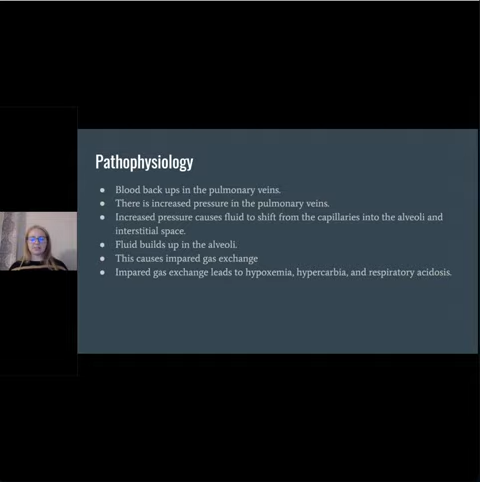 Pathophysiology
● Blood back ups in the pulmonary veins.
● There is increased pressure in the pulmonary veins.
● Increased pressure causes fluid to shift from the capillaries into the alveoli and
interstitial space.
● Fluid builds up in the alveoli.
● This causes impared gas exchange
● Impared gas exchange leads to hypoxemia, hypercarbia, and respiratory acidosis.